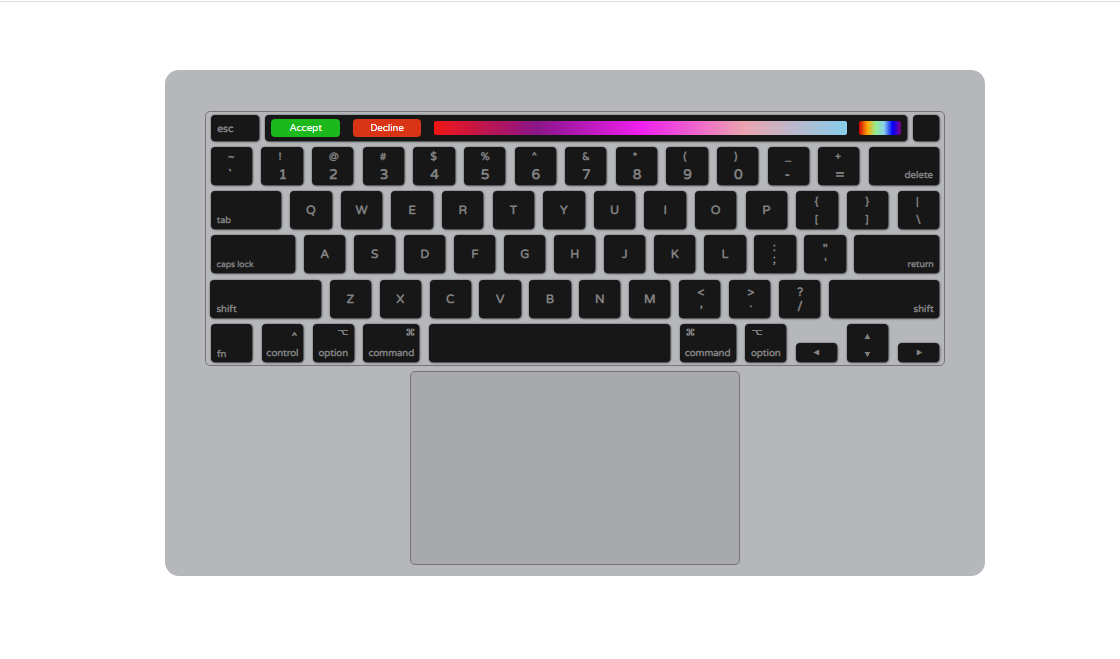 esc Accept Decline
~ ! @ # $ % ^ & * ( ) _ +
` 1 2 3 4 5 6 7 8 9 0 - = delete
tab Q W E R T Y U I O P { [ } ] | \
caps lock A S D F G H J K L : ; " ' return
shift Z X C V B N M < , > . ? / shift
fn ^ control ⌥ option ⌘ command ⌘ command ⌥ option ◀ ▲ ▼ ▶